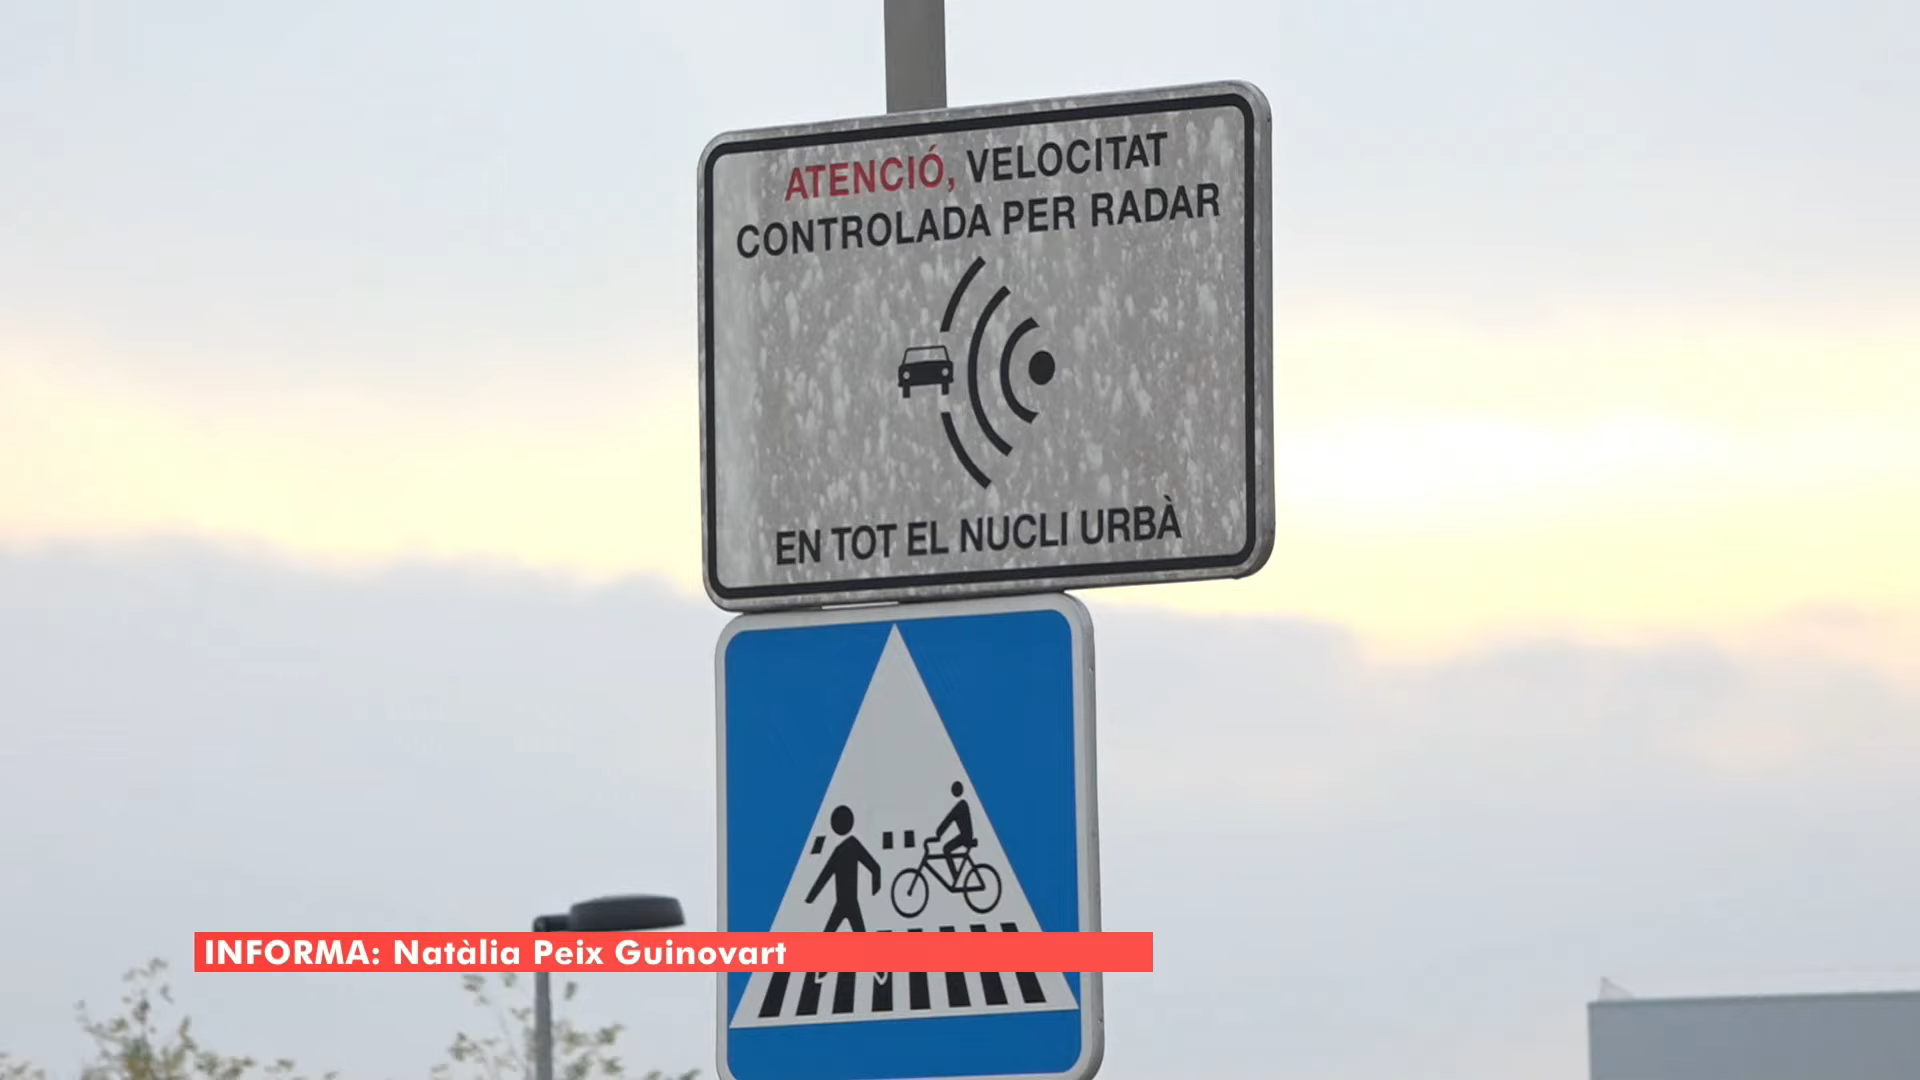 ATENCIÓ, VELOCITAT
CONTROLADA PER RADAR
EN TOT EL NUCLI URBÀ
INFORMA: Natàlia Peix Guinovart